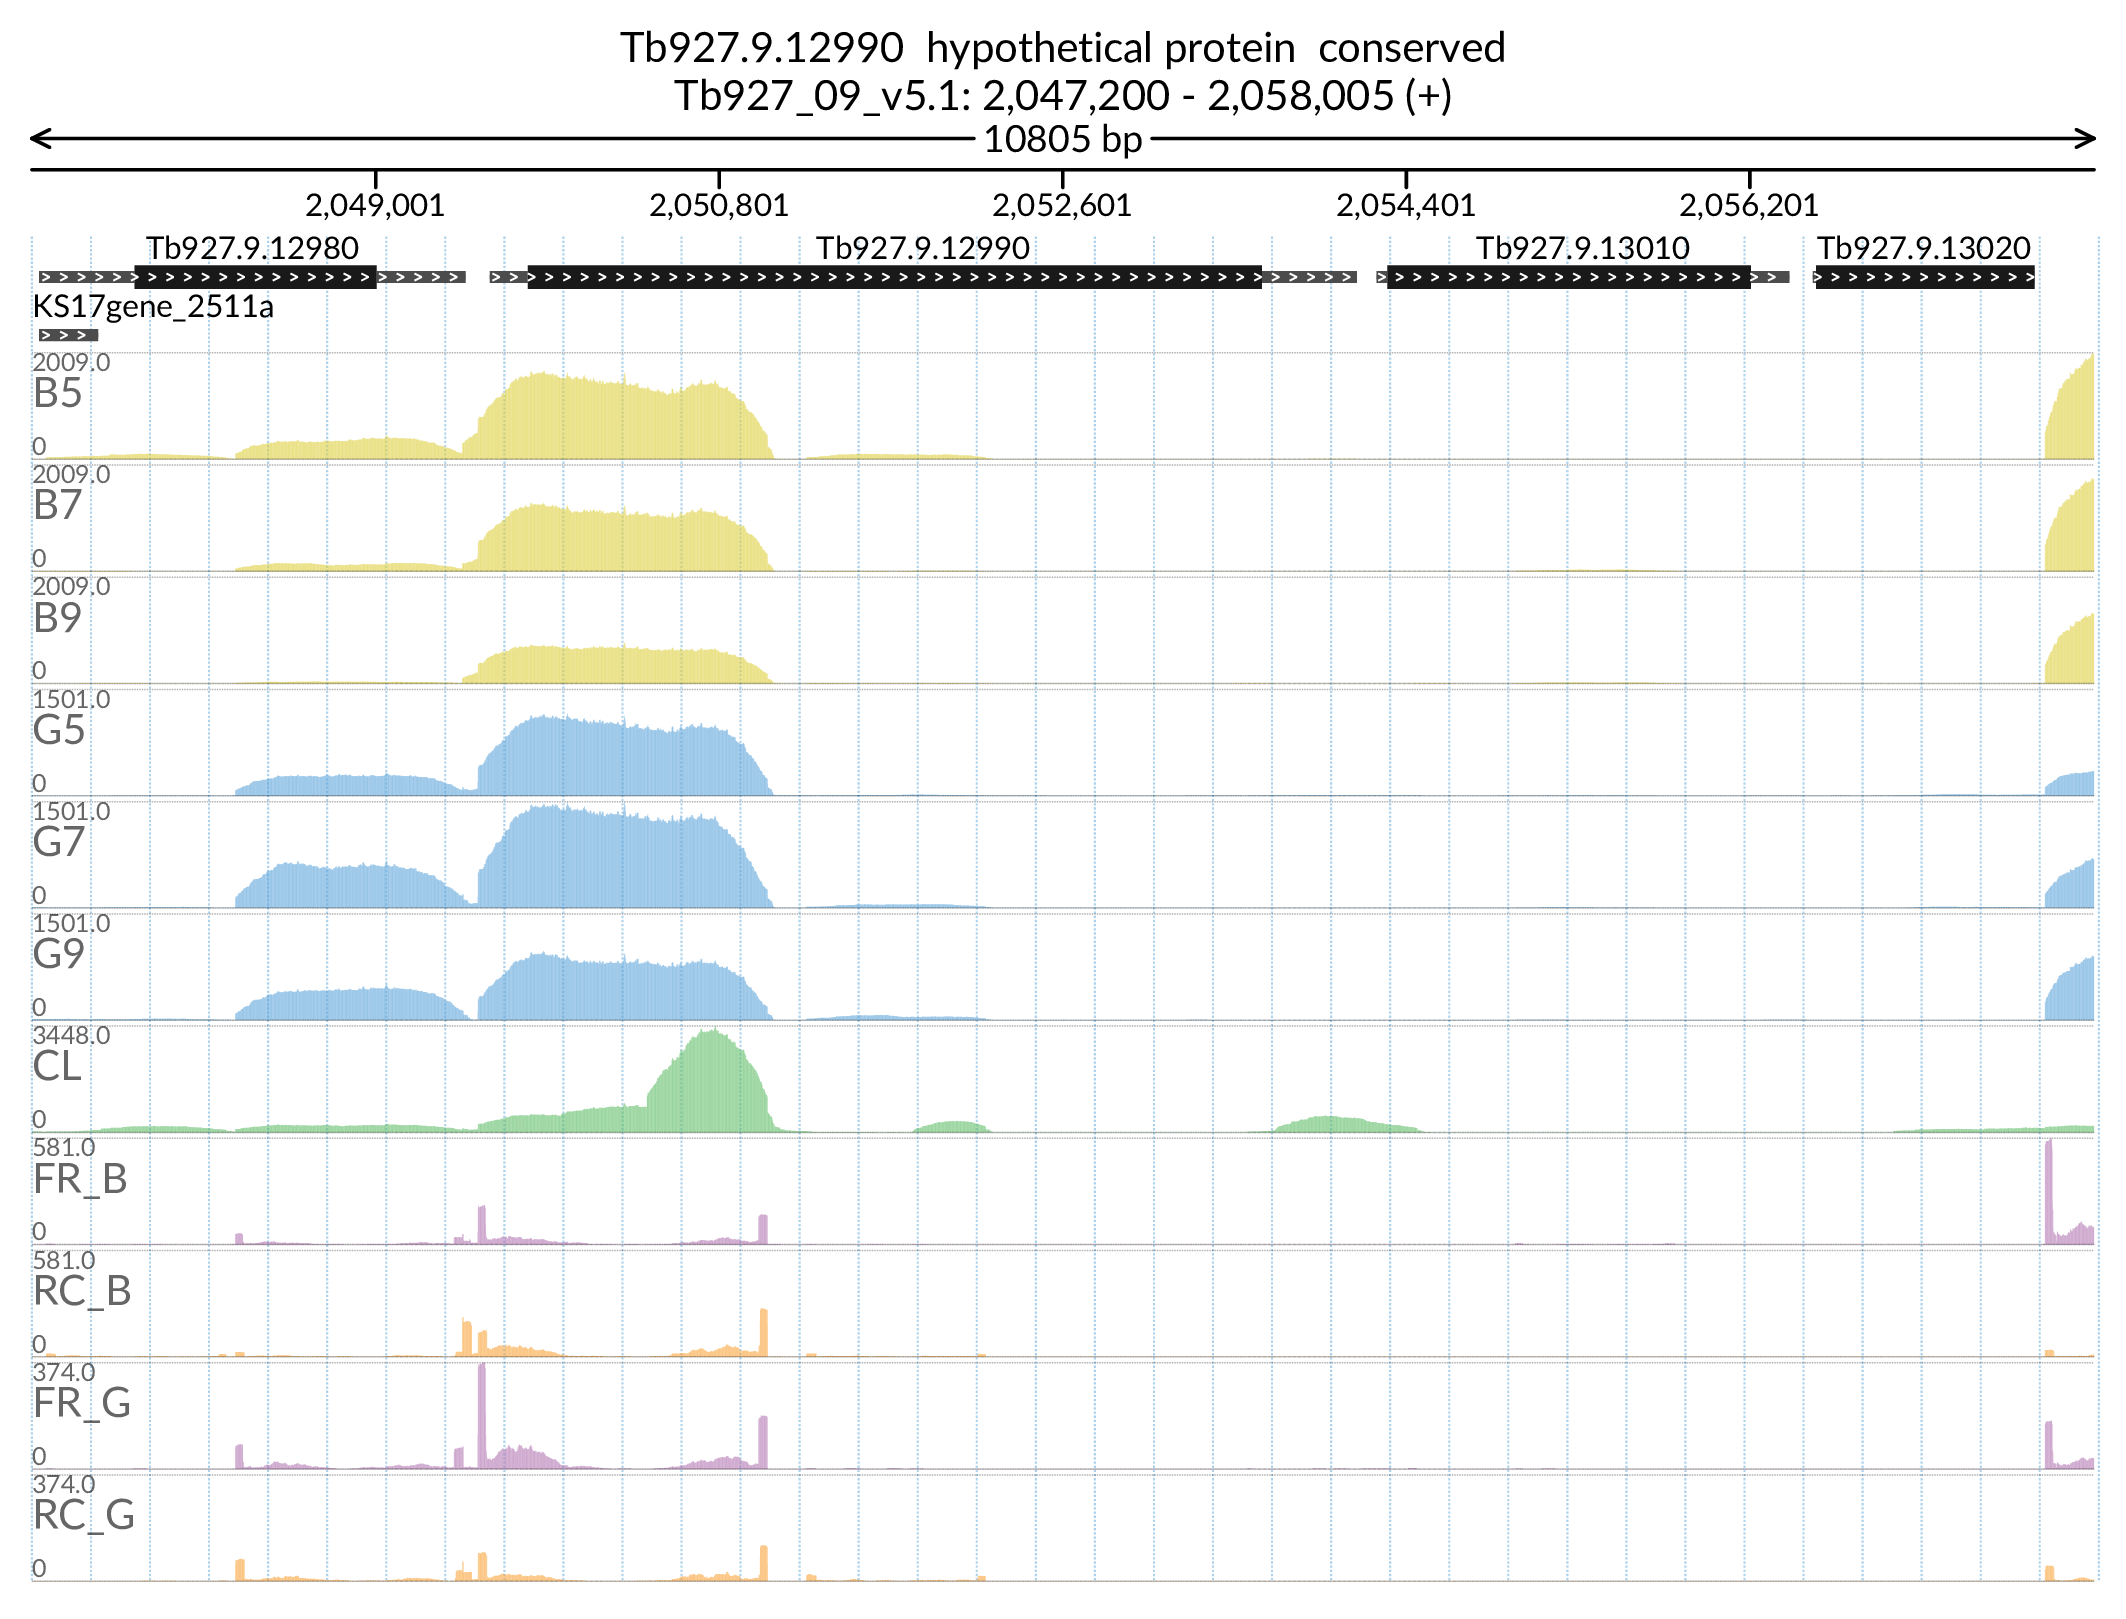 Tb927.9.12990 hypothetical protein conserved
Tb927_09_v5.1: 2,047,200 - 2,058,005 (+)
10805 bp
2,049,001 2,050,801 2,052,601 2,054,401 2,056,201
Tb927.9.12980 Tb927.9.12990 Tb927.9.13010 Tb927.9.13020
KS17gene_2511a
2009.0
B5
0
2009.0
B7
0
2009.0
B9
0
1501.0
G5
0
1501.0
G7
0
1501.0
G9
0
3448.0
CL
0
581.0
FR_B
0
581.0
RC_B
0
374.0
FR_G
0
374.0
RC_G
0